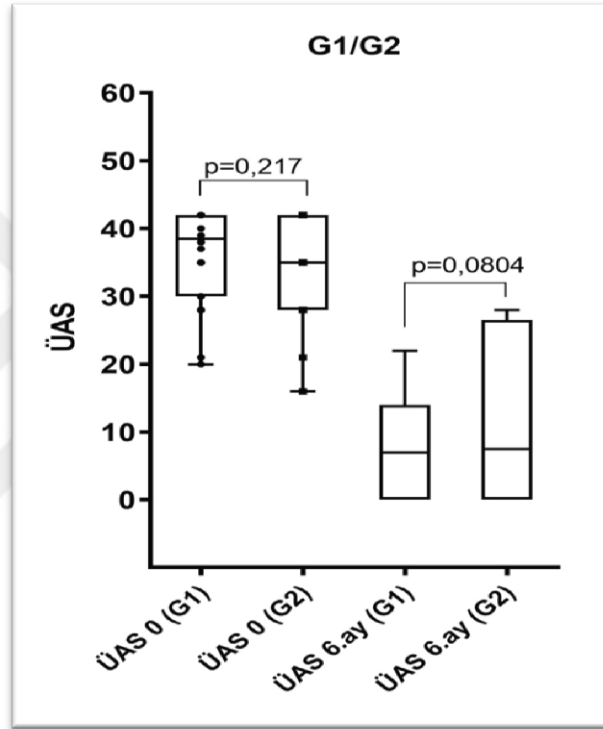 G1/G2
60
50
40
30
20
10
0
ÜAS
p=0,217
p=0,0804
ÜAS 0 (G1)
ÜAS 0 (G2)
ÜAS 6.ay (G1)
ÜAS 6.ay (G2)